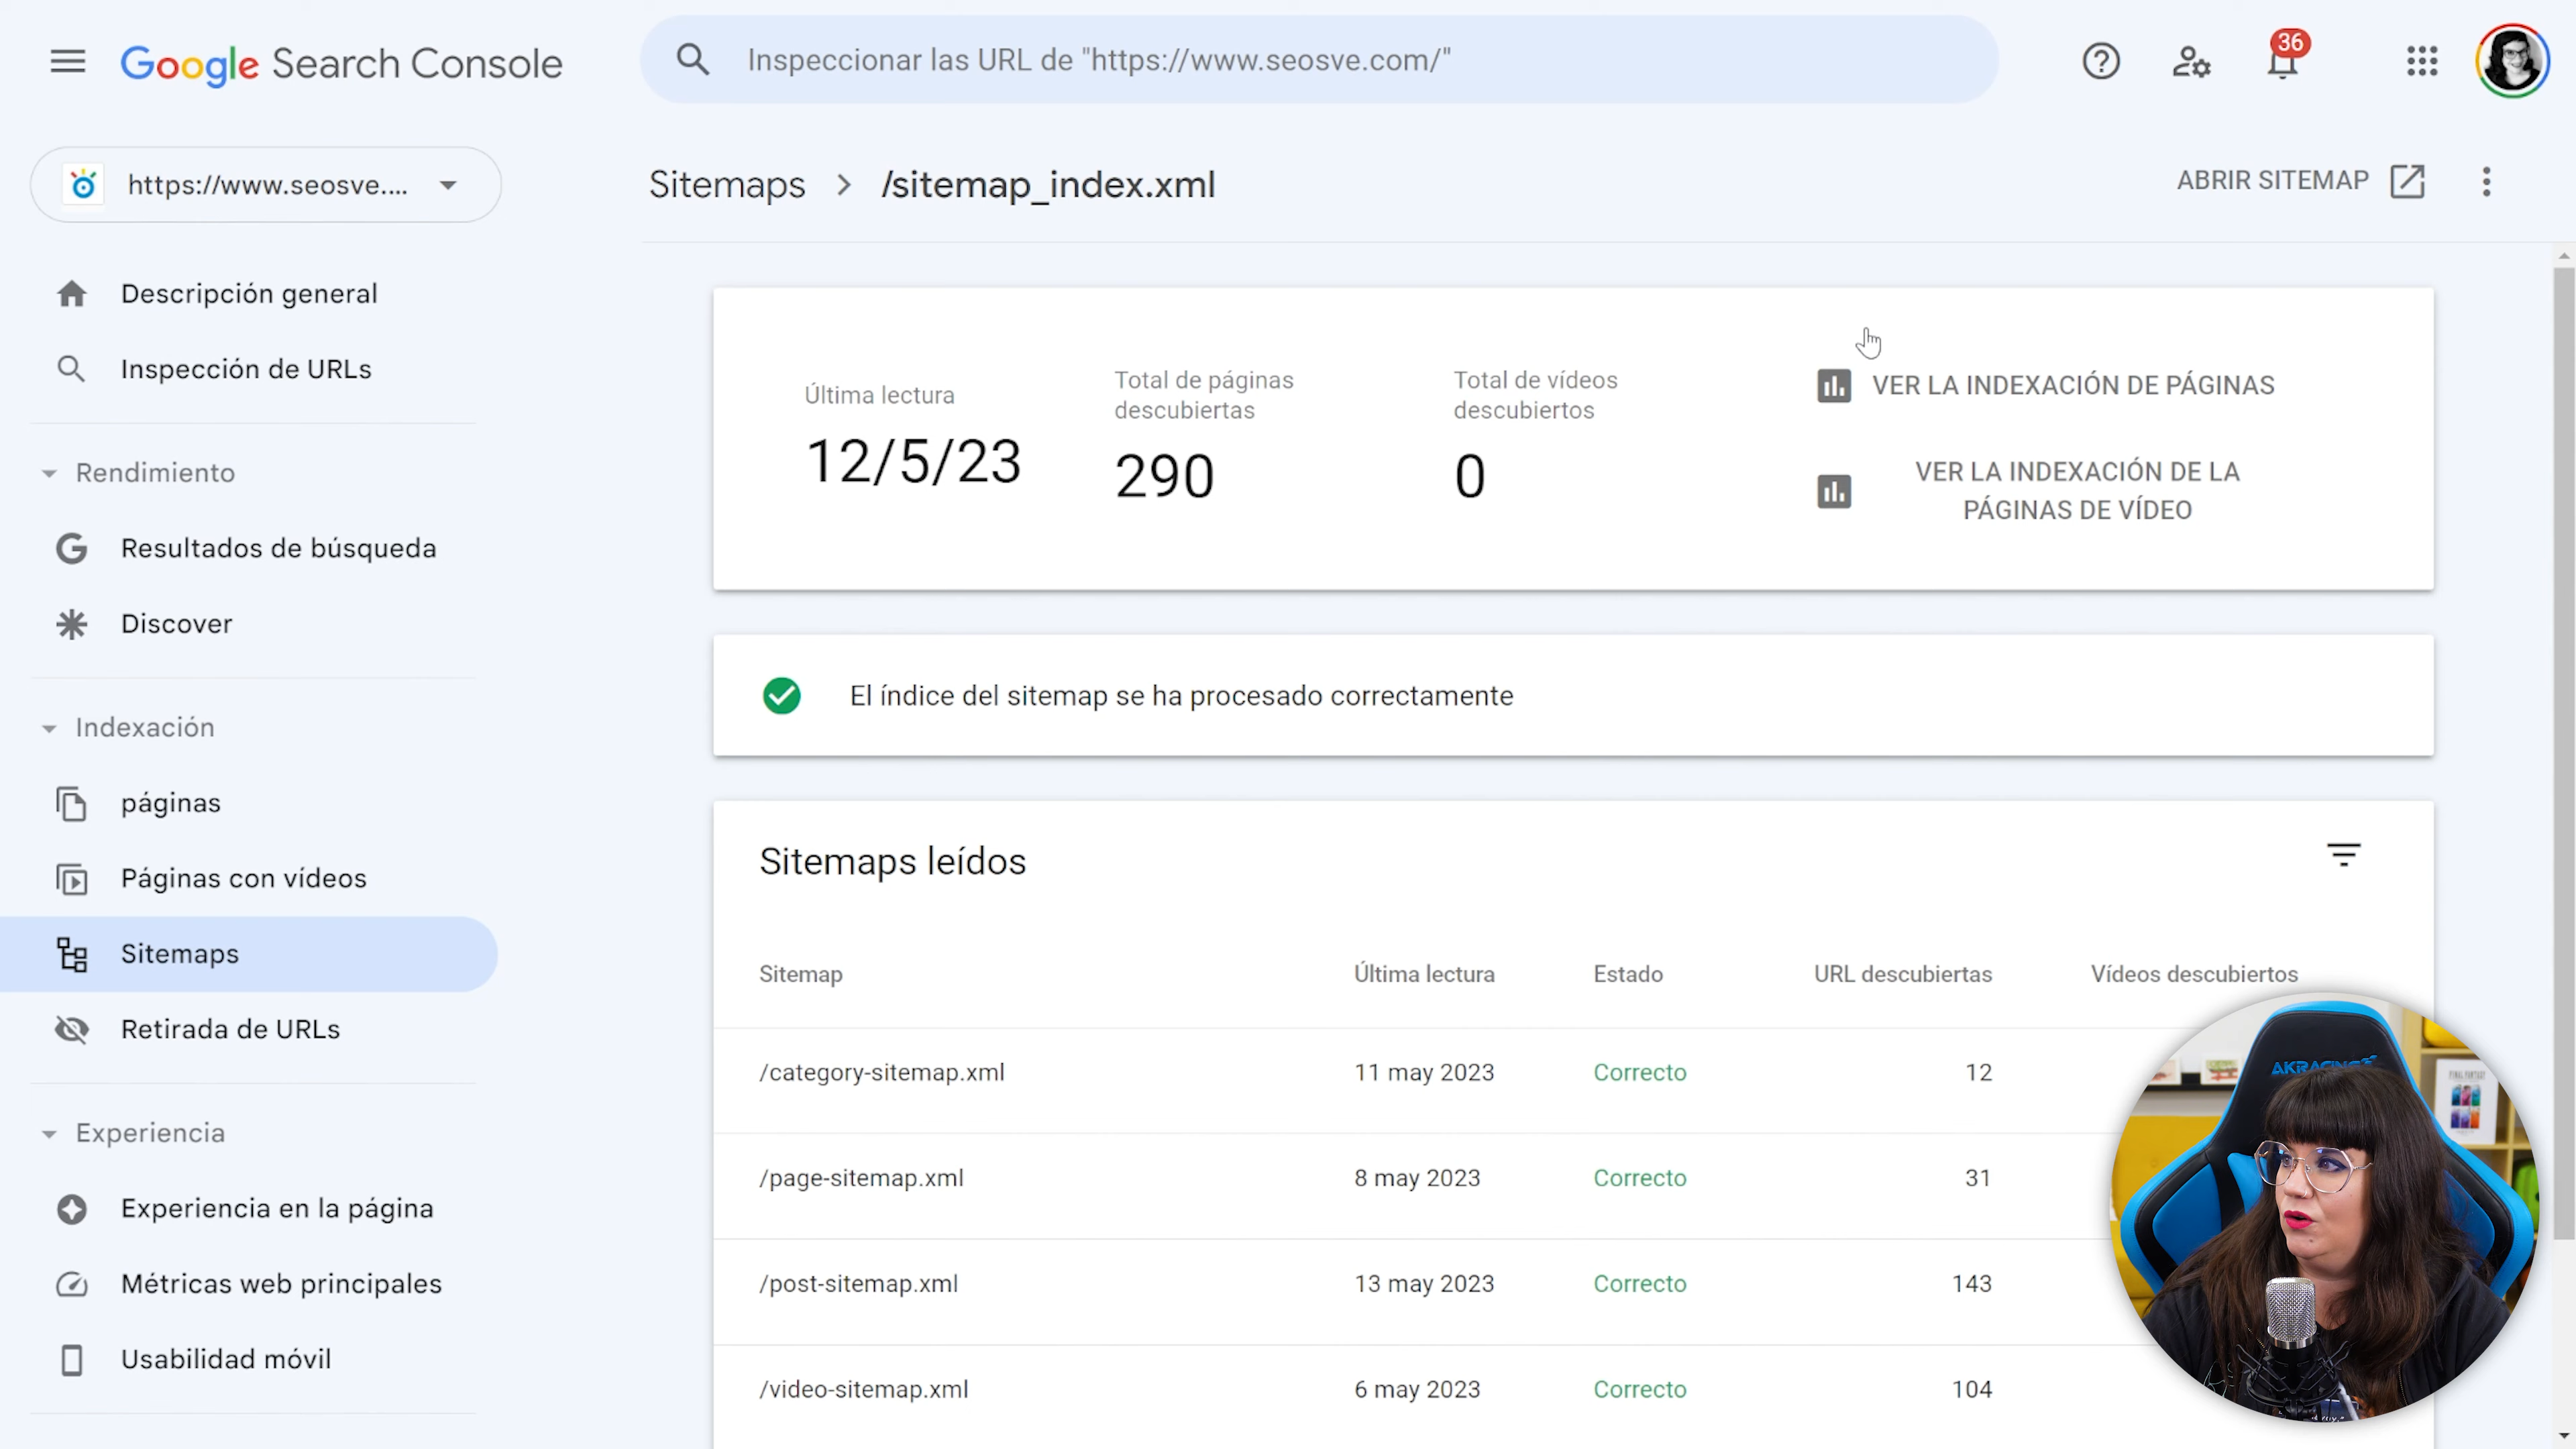 Google Search Console
Inspeccionar las URL de "https://www.seosve.com/"
36
https://www.seosve....
Sitemaps > /sitemap_index.xml
ABRIR SITEMAP
Descripción general
Inspección de URLs
Rendimiento
Resultados de búsqueda
Discover
Indexación
páginas
Páginas con vídeos
Sitemaps
Retirada de URLs
Experiencia
Experiencia en la página
Métricas web principales
Usabilidad móvil
Última lectura
12/5/23
Total de páginas
descubiertas
290
Total de vídeos
descubiertos
0
VER LA INDEXACIÓN DE PÁGINAS
VER LA INDEXACIÓN DE LA
PÁGINAS DE VÍDEO
El índice del sitemap se ha procesado correctamente
Sitemaps leídos
Sitemap Última lectura Estado URL descubiertas Vídeos descubiertos
/category-sitemap.xml 11 may 2023 Correcto 12
/page-sitemap.xml 8 may 2023 Correcto 31
/post-sitemap.xml 13 may 2023 Correcto 143
/video-sitemap.xml 6 may 2023 Correcto 104
AKRACING
FINAL FANTASY